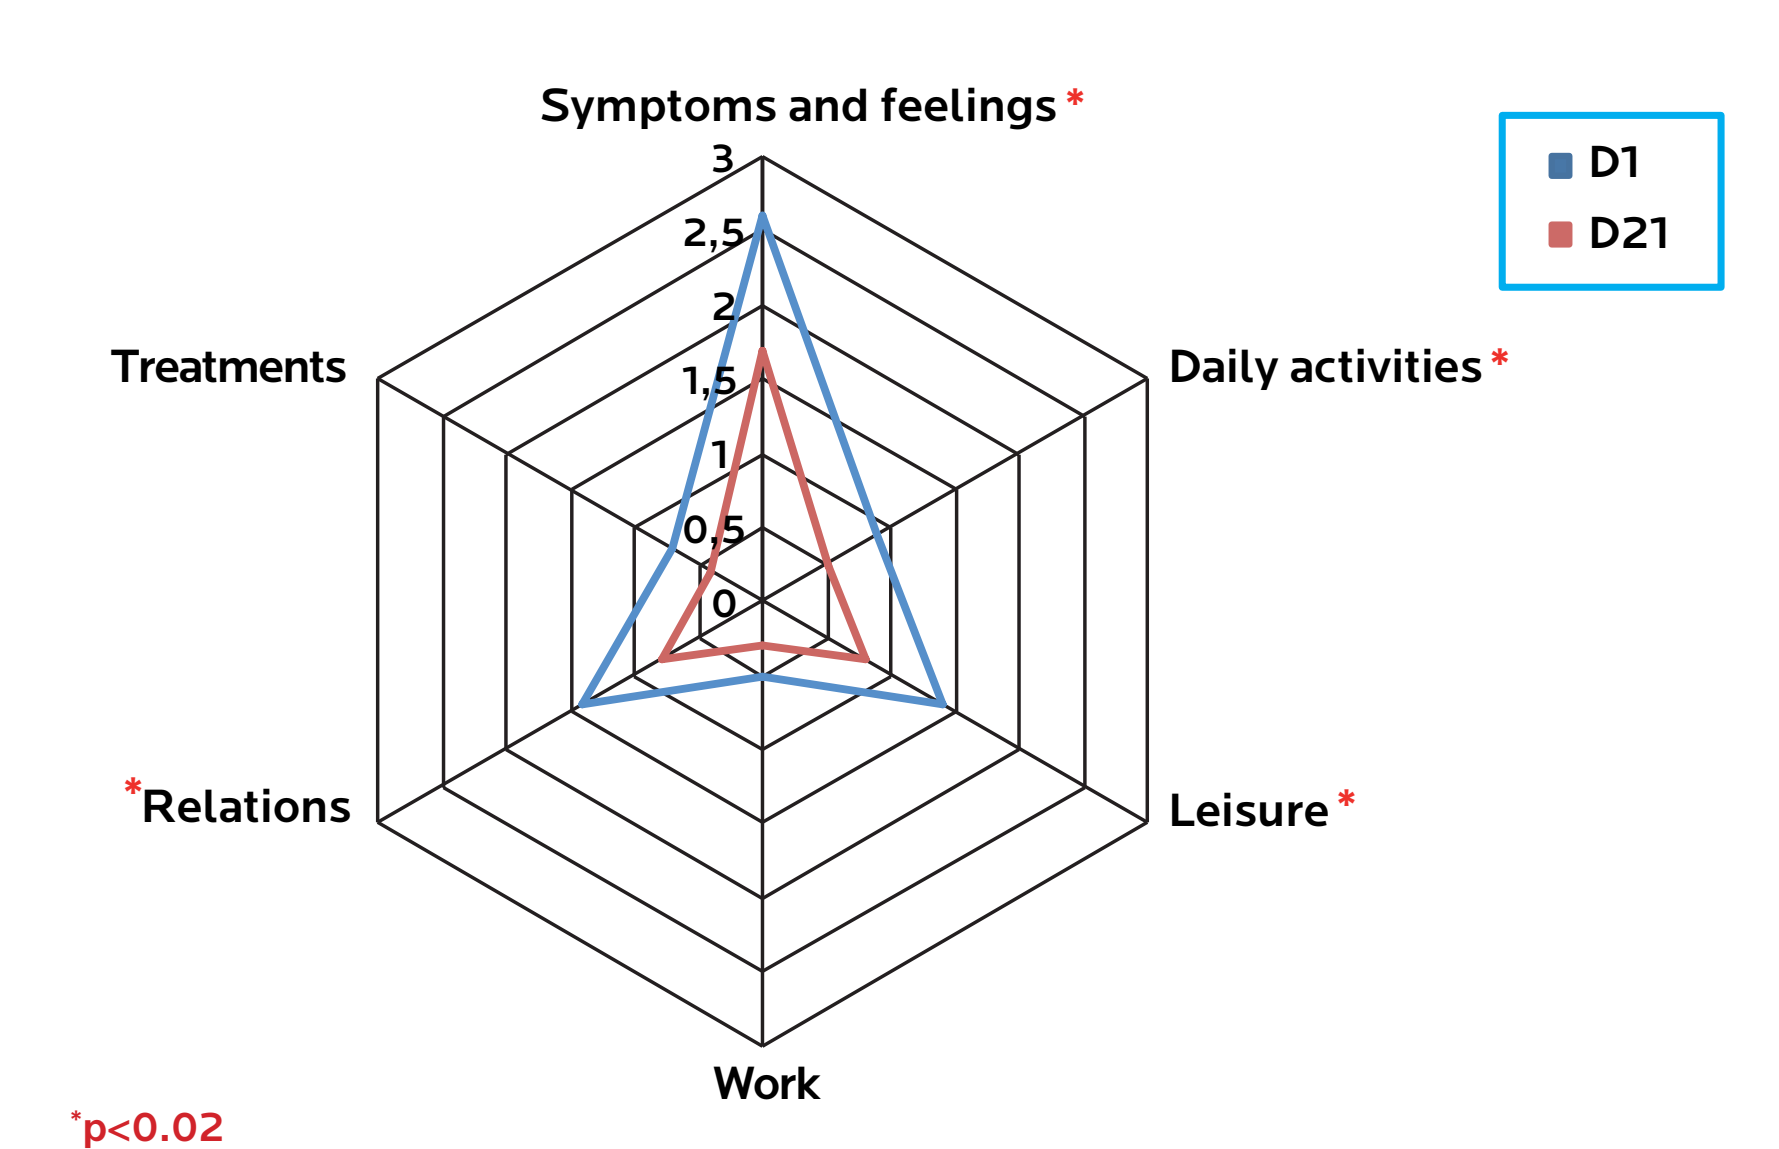 Symptoms and feelings *
D1
D21
3
2,5
2
1,5
1
0,5
0
Treatments
Daily activities *
*Relations
Leisure *
Work
*p<0.02